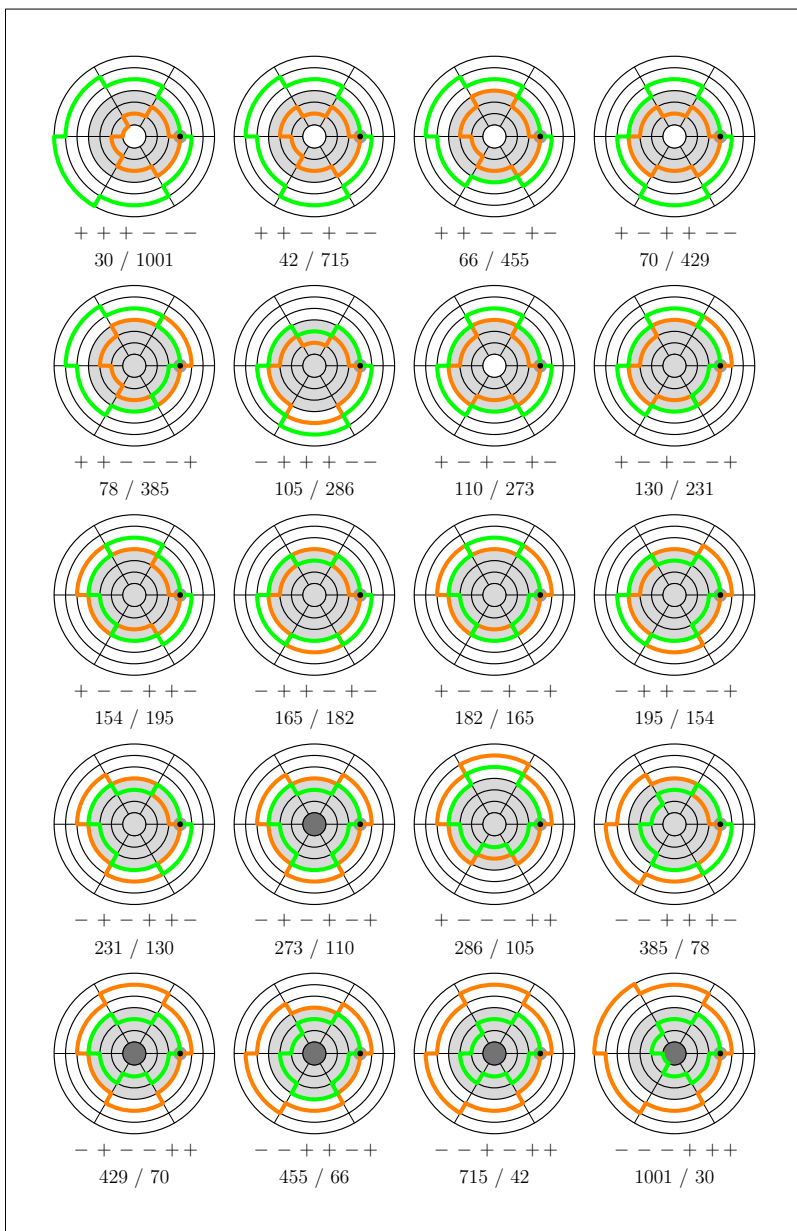 + + + − − −    + + − + − −    + + − − + −    + − + + − −
30 / 1001    42 / 715    66 / 455    70 / 429
+ + − − − +    − + + + − −    + − + − + −    + − + − − +
78 / 385    105 / 286    110 / 273    130 / 231
+ − − + + −    − + + − + −    + − − + − +    − + + − − +
154 / 195    165 / 182    182 / 165    195 / 154
− + − + + −    − + − + − +    + − − − + +    − − + + + −
231 / 130    273 / 110    286 / 105    385 / 78
− + − − + +    − − + + − +    − − + − + +    − − − + + +
429 / 70    455 / 66    715 / 42    1001 / 30